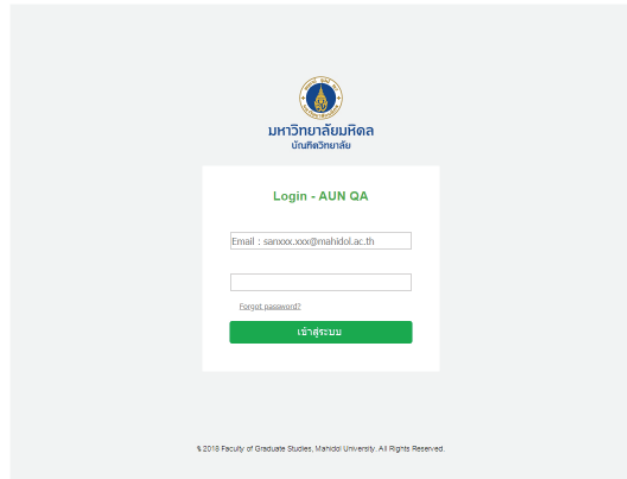 มหาวิทยาลัยมหิดล
บัณฑิตวิทยาลัย
Login - AUN QA
Email : sanxxx.xxx@mahidol.ac.th
Forgot password?
เข้าสู่ระบบ
2018 Faculty of Graduate Studies, Mahidol University. All Rights Reserved.